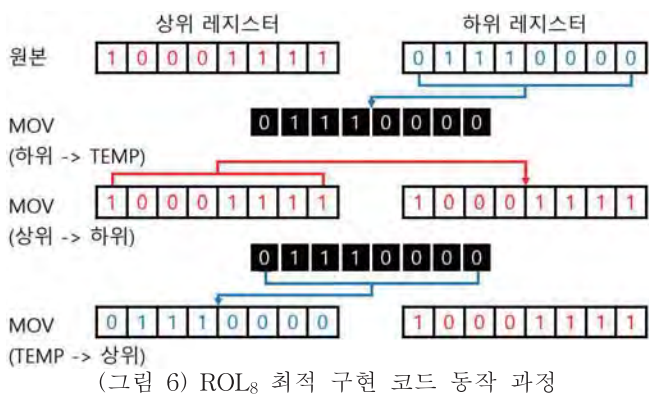 상위 레지스터 하위 레지스터
원본 1 0 0 0 1 1 1 1 0 1 1 1 0 0 0 0
MOV 0 1 1 1 0 0 0 0
(하위 -> TEMP)
MOV 1 0 0 0 1 1 1 1 1 0 0 0 1 1 1 1
(상위 -> 하위)
0 1 1 1 0 0 0 0
MOV 0 1 1 1 0 0 0 0 1 0 0 0 1 1 1 1
(TEMP -> 상위)
(그림 6) ROL₈ 최적 구현 코드 동작 과정